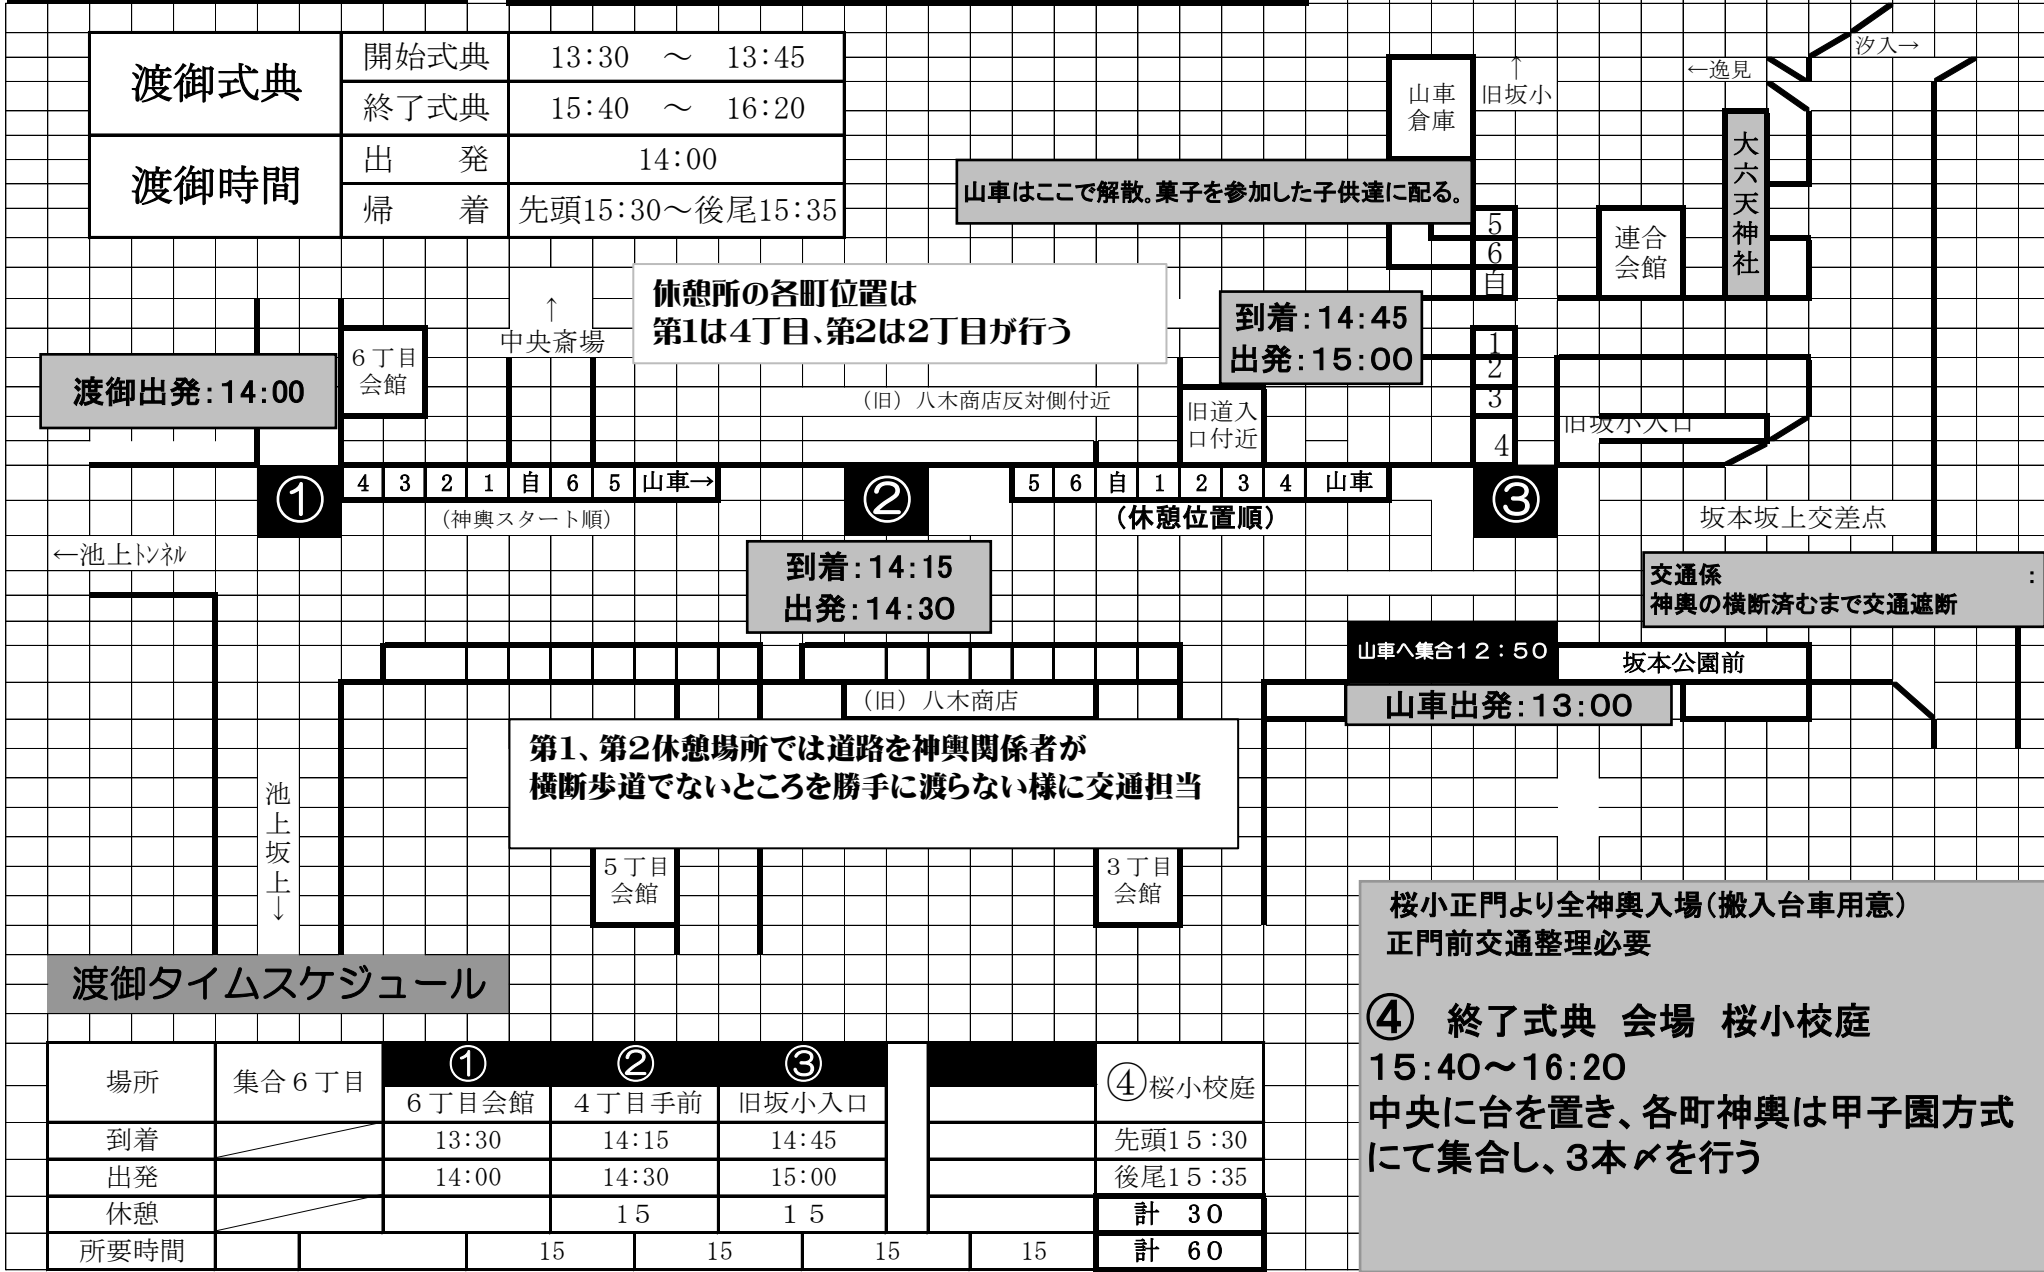 渡御式典
開始式典 13:30 ～ 13:45
終了式典 15:40 ～ 16:20
渡御時間
出 発 14:00
帰 着 先頭15:30～後尾15:35
山車
倉庫
↑
旧坂小
←逸見
汐入→
大六天神社
連合
会館
山車はここで解散。菓子を参加した子供達に配る。
5
6
自
休憩所の各町位置は
第1は4丁目、第2は2丁目が行う
到着:14:45
出発:15:00
1
2
3
4
↑
中央斎場
6丁目
会館
渡御出発:14:00
(旧) 八木商店反対側付近
旧道入
口付近
旧坂小入口
① 4 3 2 1 自 6 5 山車→ ② 5 6 自 1 2 3 4 山車 ③
(神輿スタート順)
(休憩位置順)
坂本坂上交差点
←池上トンネル
到着:14:15
出発:14:30
交通係 :
神輿の横断済むまで交通遮断
山車へ集合12:50
坂本公園前
山車出発:13:00
(旧) 八木商店
第1、第2休憩場所では道路を神輿関係者が
横断歩道でないところを勝手に渡らない様に交通担当
池上坂上↓
5丁目
会館
3丁目
会館
桜小正門より全神輿入場(搬入台車用意)
正門前交通整理必要
④ 終了式典 会場 桜小校庭
15:40～16:20
中央に台を置き、各町神輿は甲子園方式
にて集合し、3本〆を行う
渡御タイムスケジュール
場所 集合6丁目 ① ② ③ ④桜小校庭
6丁目会館 4丁目手前 旧坂小入口
到着 13:30 14:15 14:45 先頭15:30
出発 14:00 14:30 15:00 後尾15:35
休憩 15 15 計 30
所要時間 15 15 15 15 計 60